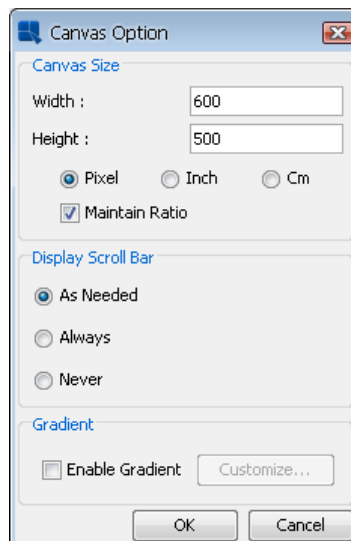 Canvas Option
Canvas Size
Width :
600
Height :
500
Pixel Inch Cm
Maintain Ratio
Display Scroll Bar
As Needed
Always
Never
Gradient
Enable Gradient Customize...
OK Cancel